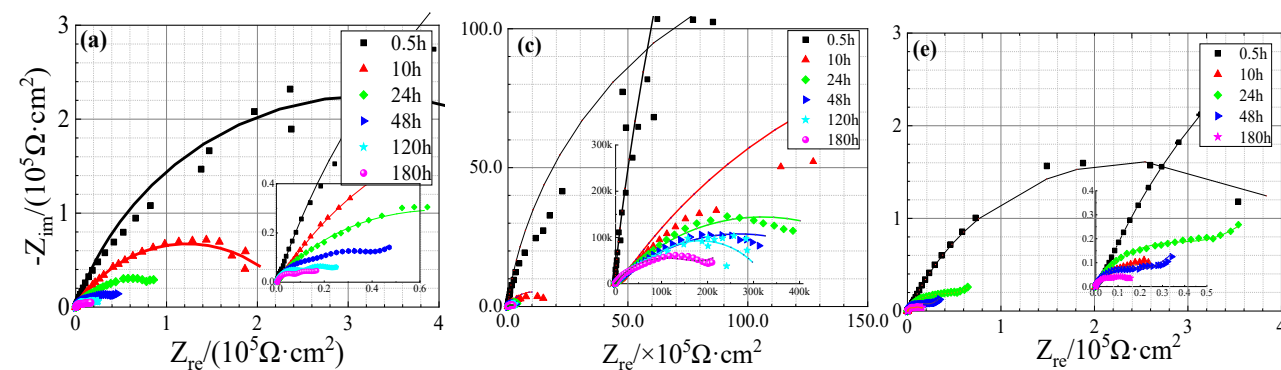 (a)
-Z_im/(10^5Ω·cm^2)
3
2
1
0
0.5h
10h
24h
48h
120h
180h
0.4
0.2
0.0
0.0 0.2 0.4 0.6
0 1 2 3 4
Z_re/(10^5Ω·cm^2)
(c)
100.0
75.0
50.0
25.0
0.0
0.5h
10h
24h
48h
120h
180h
300k
200k
100k
0
0 100k 200k 300k 400k
0.0 50.0 100.0 150.0
Z_re/×10^5Ω·cm^2
(e)
3
2
1
0
0.5h
10h
24h
48h
180h
0.4
0.3
0.2
0.1
0.0
0.0 0.1 0.2 0.3 0.4 0.5
0 1 2 3 4
Z_re/10^5Ω·cm^2